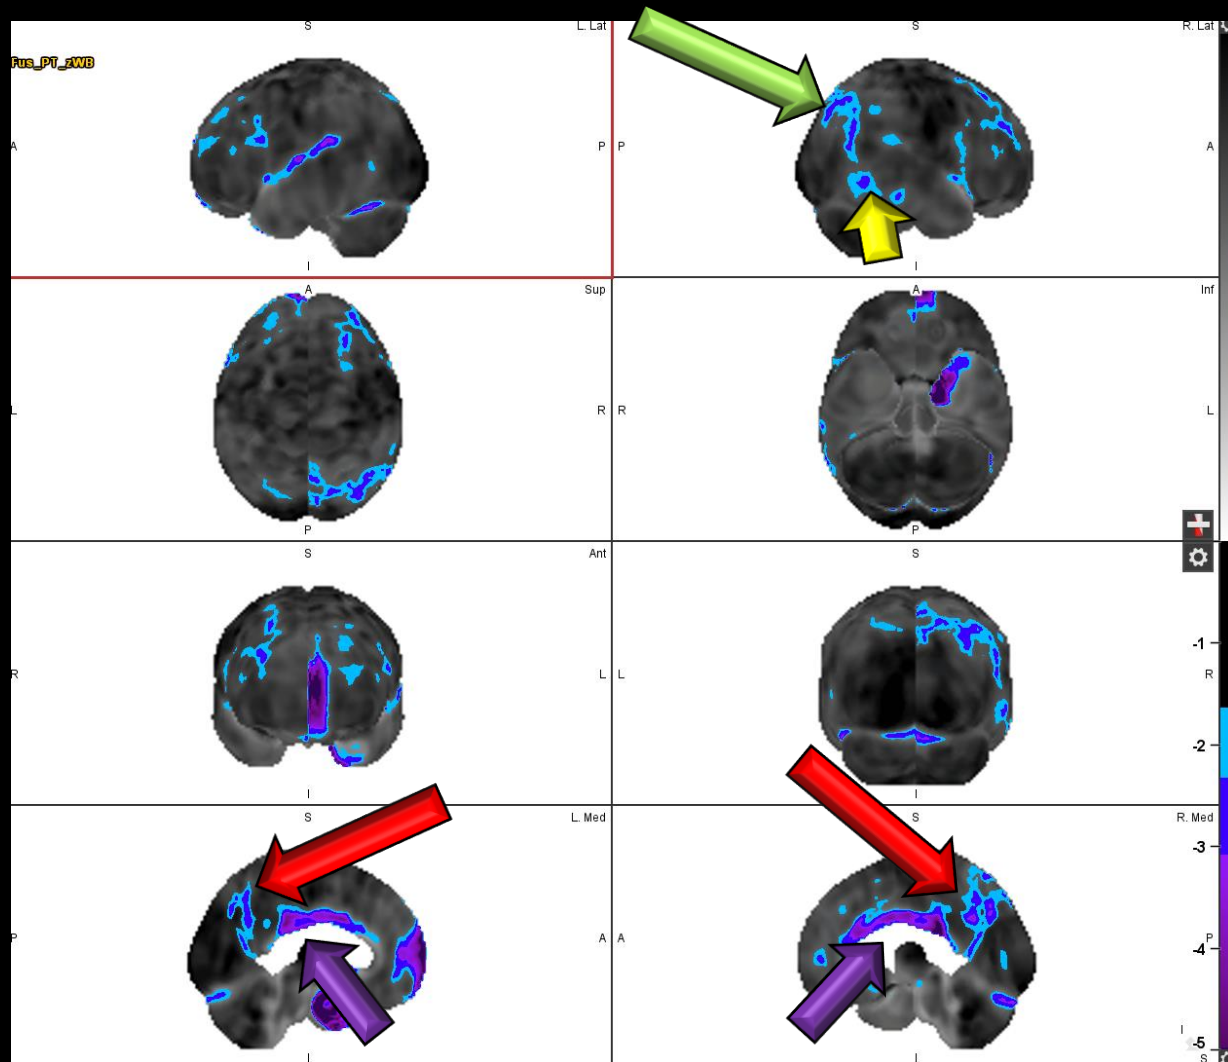 S
L. Lat
S
R. Lat
Fus_PT_zWB
A
P
P
A
I
I
A
Sup
A
Inf
L
R
R
L
P
P
S
Ant
S
-1
R
L
L
R
-2
I
I
S
L. Med
S
R. Med
-3
P
A
A
P
-4
I
-5
I
I
S